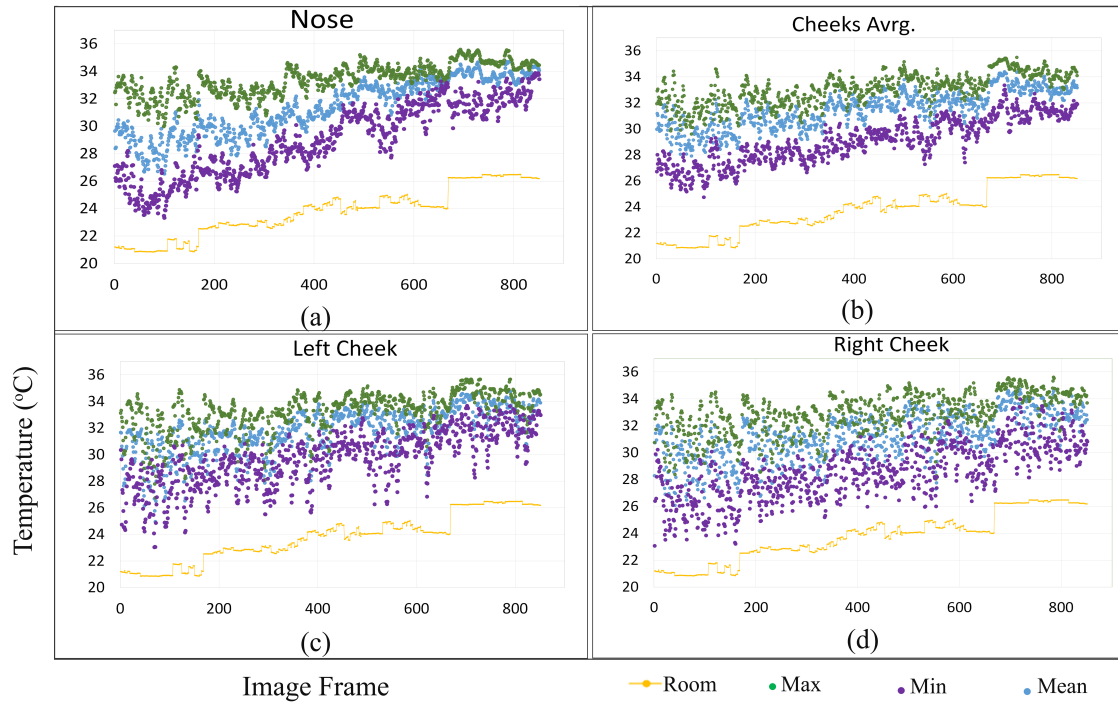 Nose
36
34
32
30
28
26
24
22
20
0 200 400 600 800
(a)
Cheeks Avrg.
36
34
32
30
28
26
24
22
20
0 200 400 600 800
(b)
Temperature (°C)
Left Cheek
36
34
32
30
28
26
24
22
20
0 200 400 600 800
(c)
Right Cheek
36
34
32
30
28
26
24
22
20
0 200 400 600 800
(d)
Image Frame
Room Max Min Mean